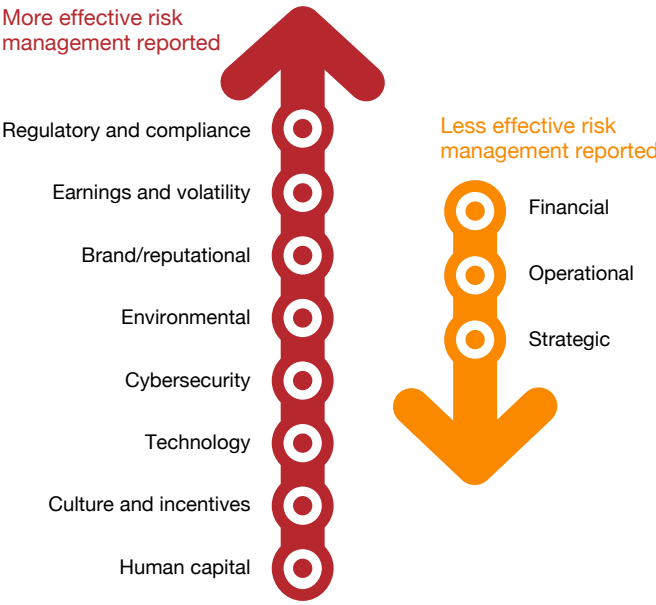 More effective risk
management reported
Regulatory and compliance
Earnings and volatility
Brand/reputational
Environmental
Cybersecurity
Technology
Culture and incentives
Human capital
Less effective risk
management reported
Financial
Operational
Strategic